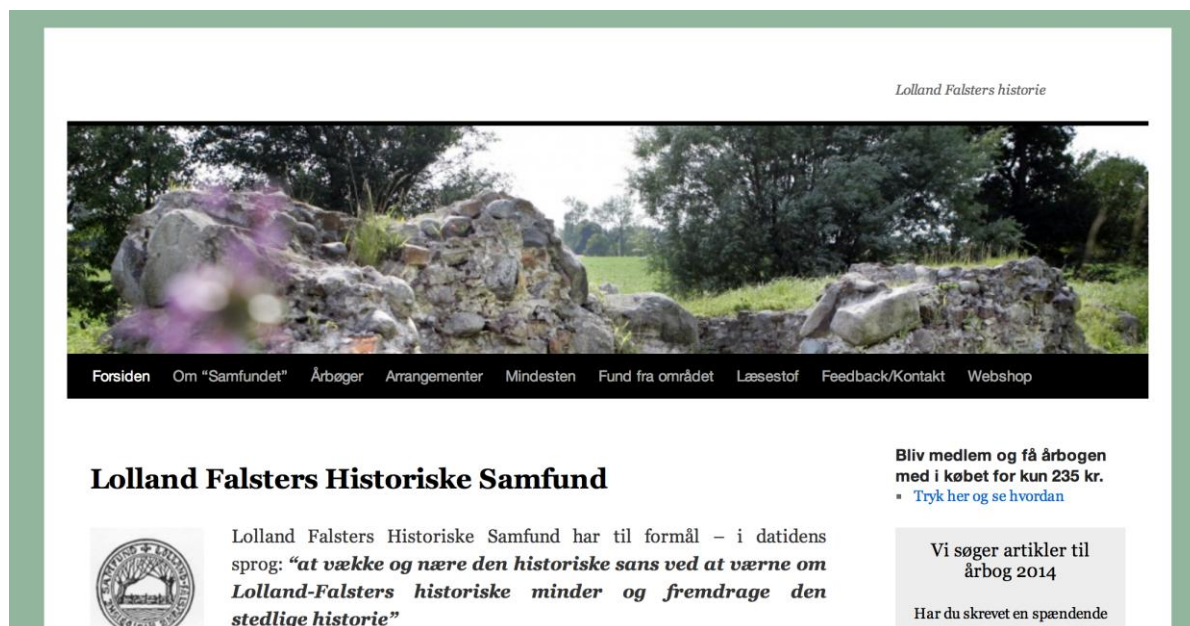 Lolland Falsters historie
Forsiden Om “Samfundet” Årbøger Arrangementer Mindesten Fund fra området Læsestof Feedback/Kontakt Webshop
Lolland Falsters Historiske Samfund
Lolland Falsters Historiske Samfund har til formål – i datidens
sprog: “at vække og nære den historiske sans ved at værne om
Lolland-Falsters historiske minder og fremdrage den
stedlige historie”
Bliv medlem og få årbogen
med i købet for kun 235 kr.
Tryk her og se hvordan
Vi søger artikler til
årbog 2014
Har du skrevet en spændende